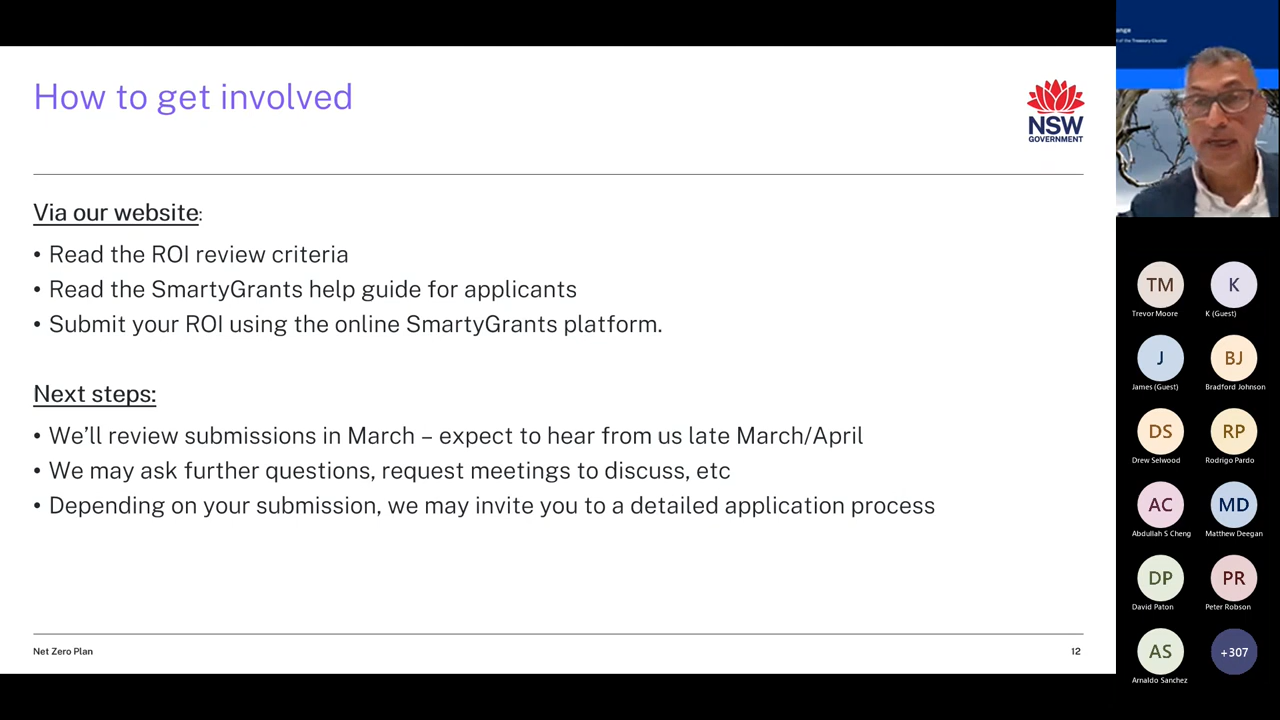 How to get involved
NSW
GOVERNMENT
Via our website:
• Read the ROI review criteria
• Read the SmartyGrants help guide for applicants
• Submit your ROI using the online SmartyGrants platform.
Next steps:
• We’ll review submissions in March – expect to hear from us late March/April
• We may ask further questions, request meetings to discuss, etc
• Depending on your submission, we may invite you to a detailed application process
Net Zero Plan
12
ange
of the Treasury Cluster
TM
K
Trevor Moore
K (Guest)
J
BJ
James (Guest)
Bradford Johnson
DS
RP
Drew Selwood
Rodrigo Pardo
AC
MD
Abdullah S Cheng
Matthew Deegan
DP
PR
David Paton
Peter Robson
AS
+307
Arnaldo Sanchez